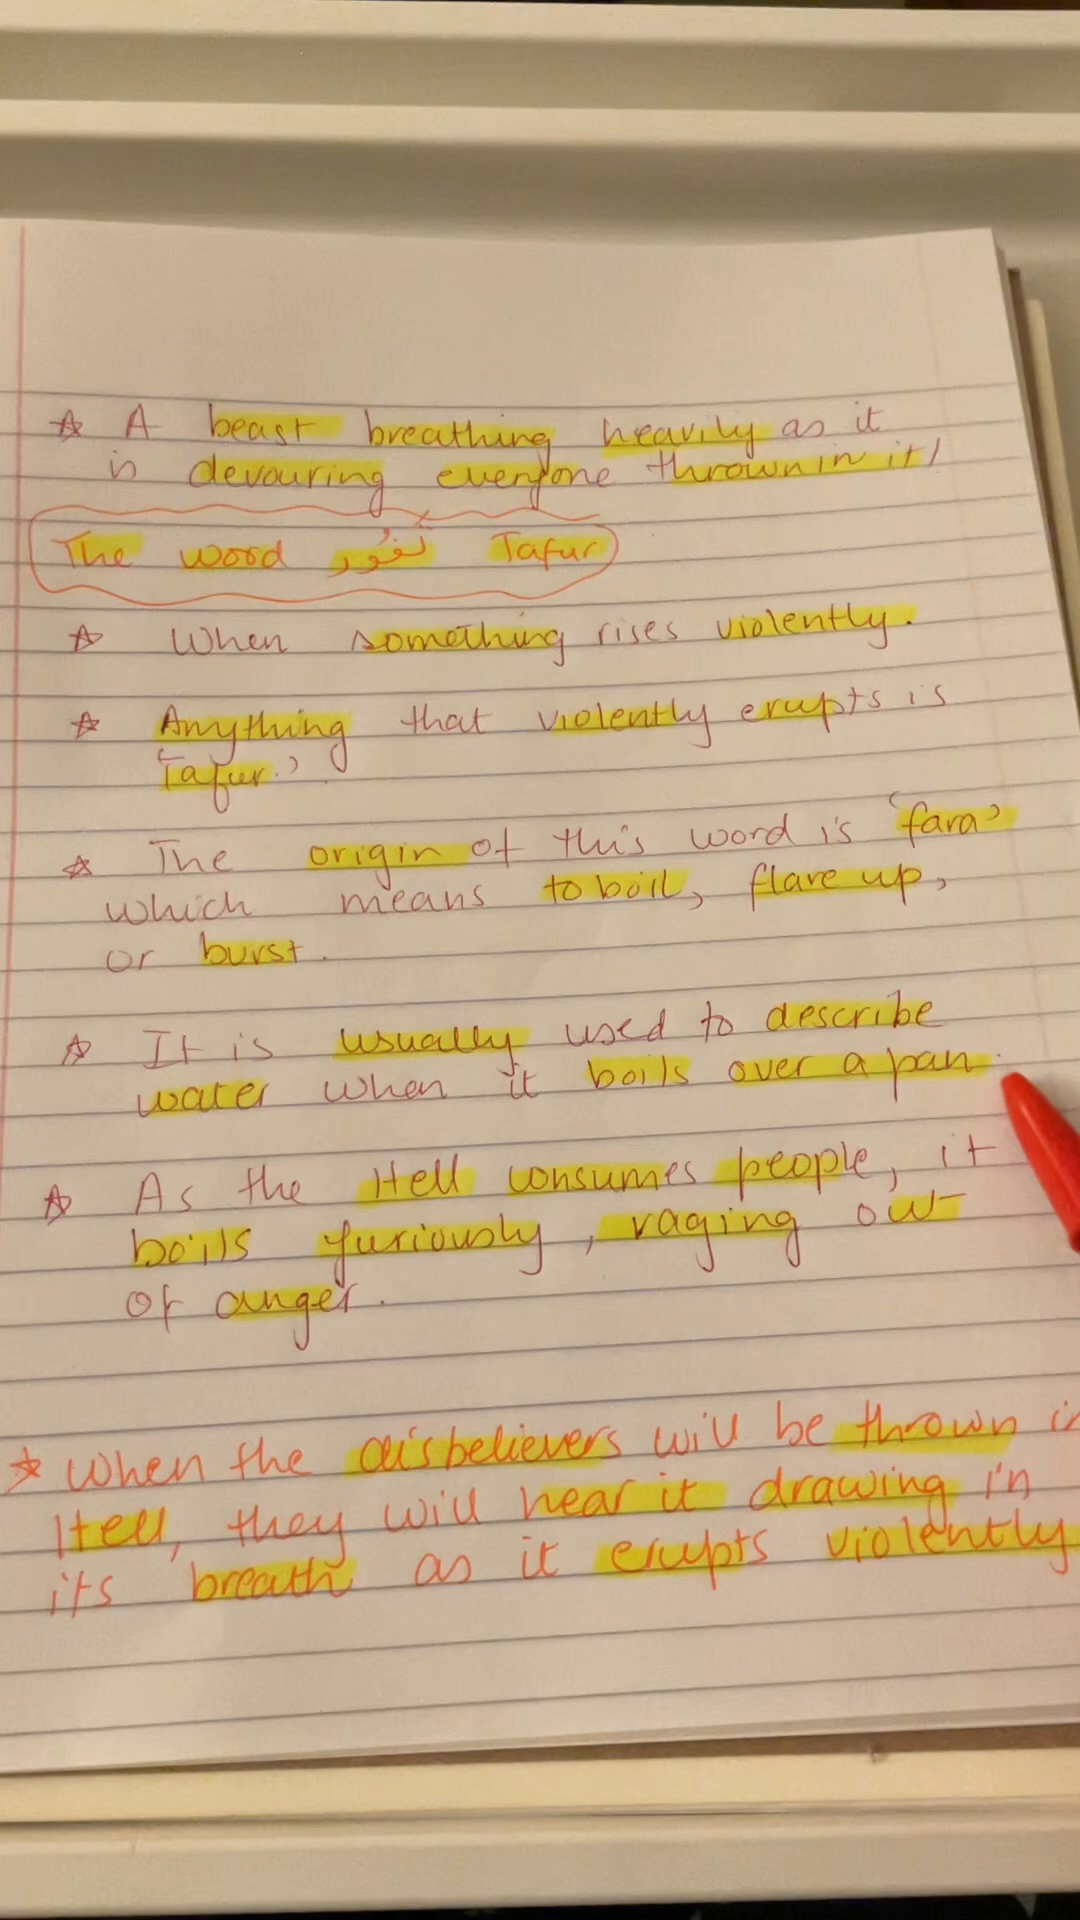 ☆ A beast breathing heavily as it
is devouring everyone thrown in it!
The word تفور Tafur
☆ When something rises violently.
☆ Anything that violently erupts is
'Tafur.'
☆ The origin of this word is 'fara'
which means to boil, flare up,
or burst.
☆ It is usually used to describe
water when it boils over a pan.
☆ As the Hell consumes people, it
boils furiously, raging out
of anger.
☆ When the disbelievers will be thrown in
Hell, they will hear it drawing in
its breath as it erupts violently